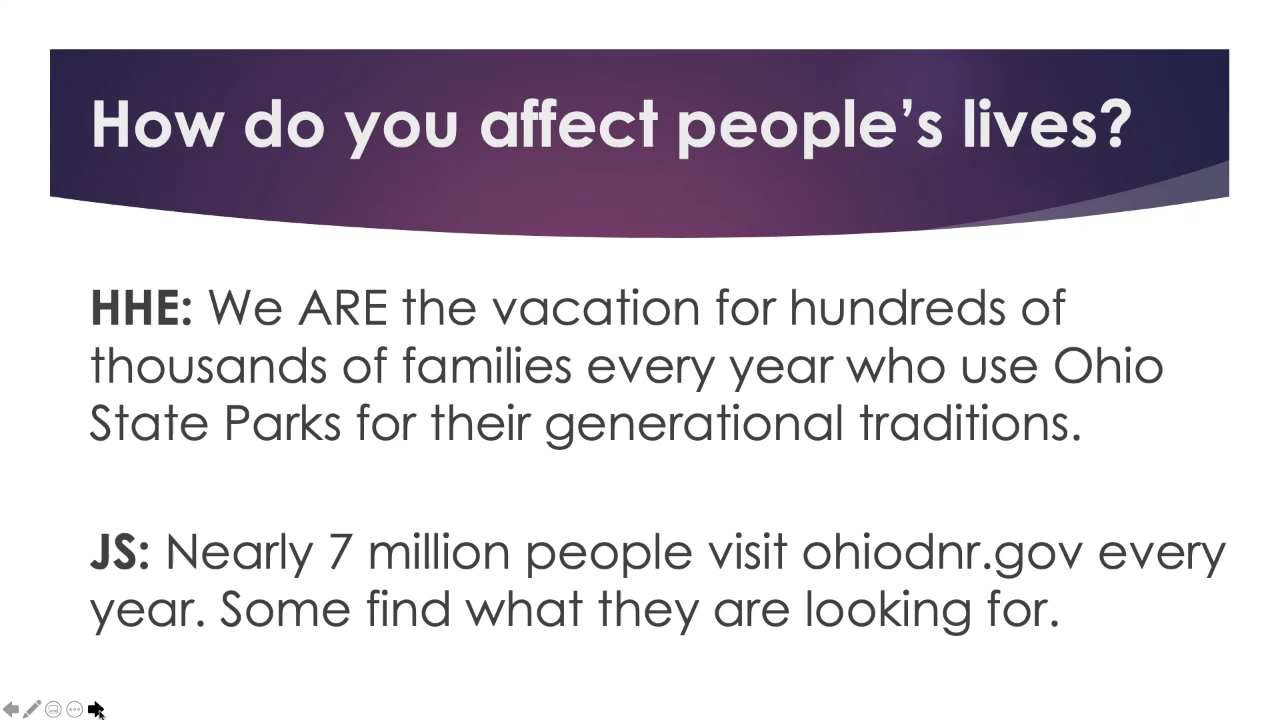 How do you affect people’s lives?
HHE: We ARE the vacation for hundreds of
thousands of families every year who use Ohio
State Parks for their generational traditions.
JS: Nearly 7 million people visit ohiodnr.gov every
year. Some find what they are looking for.